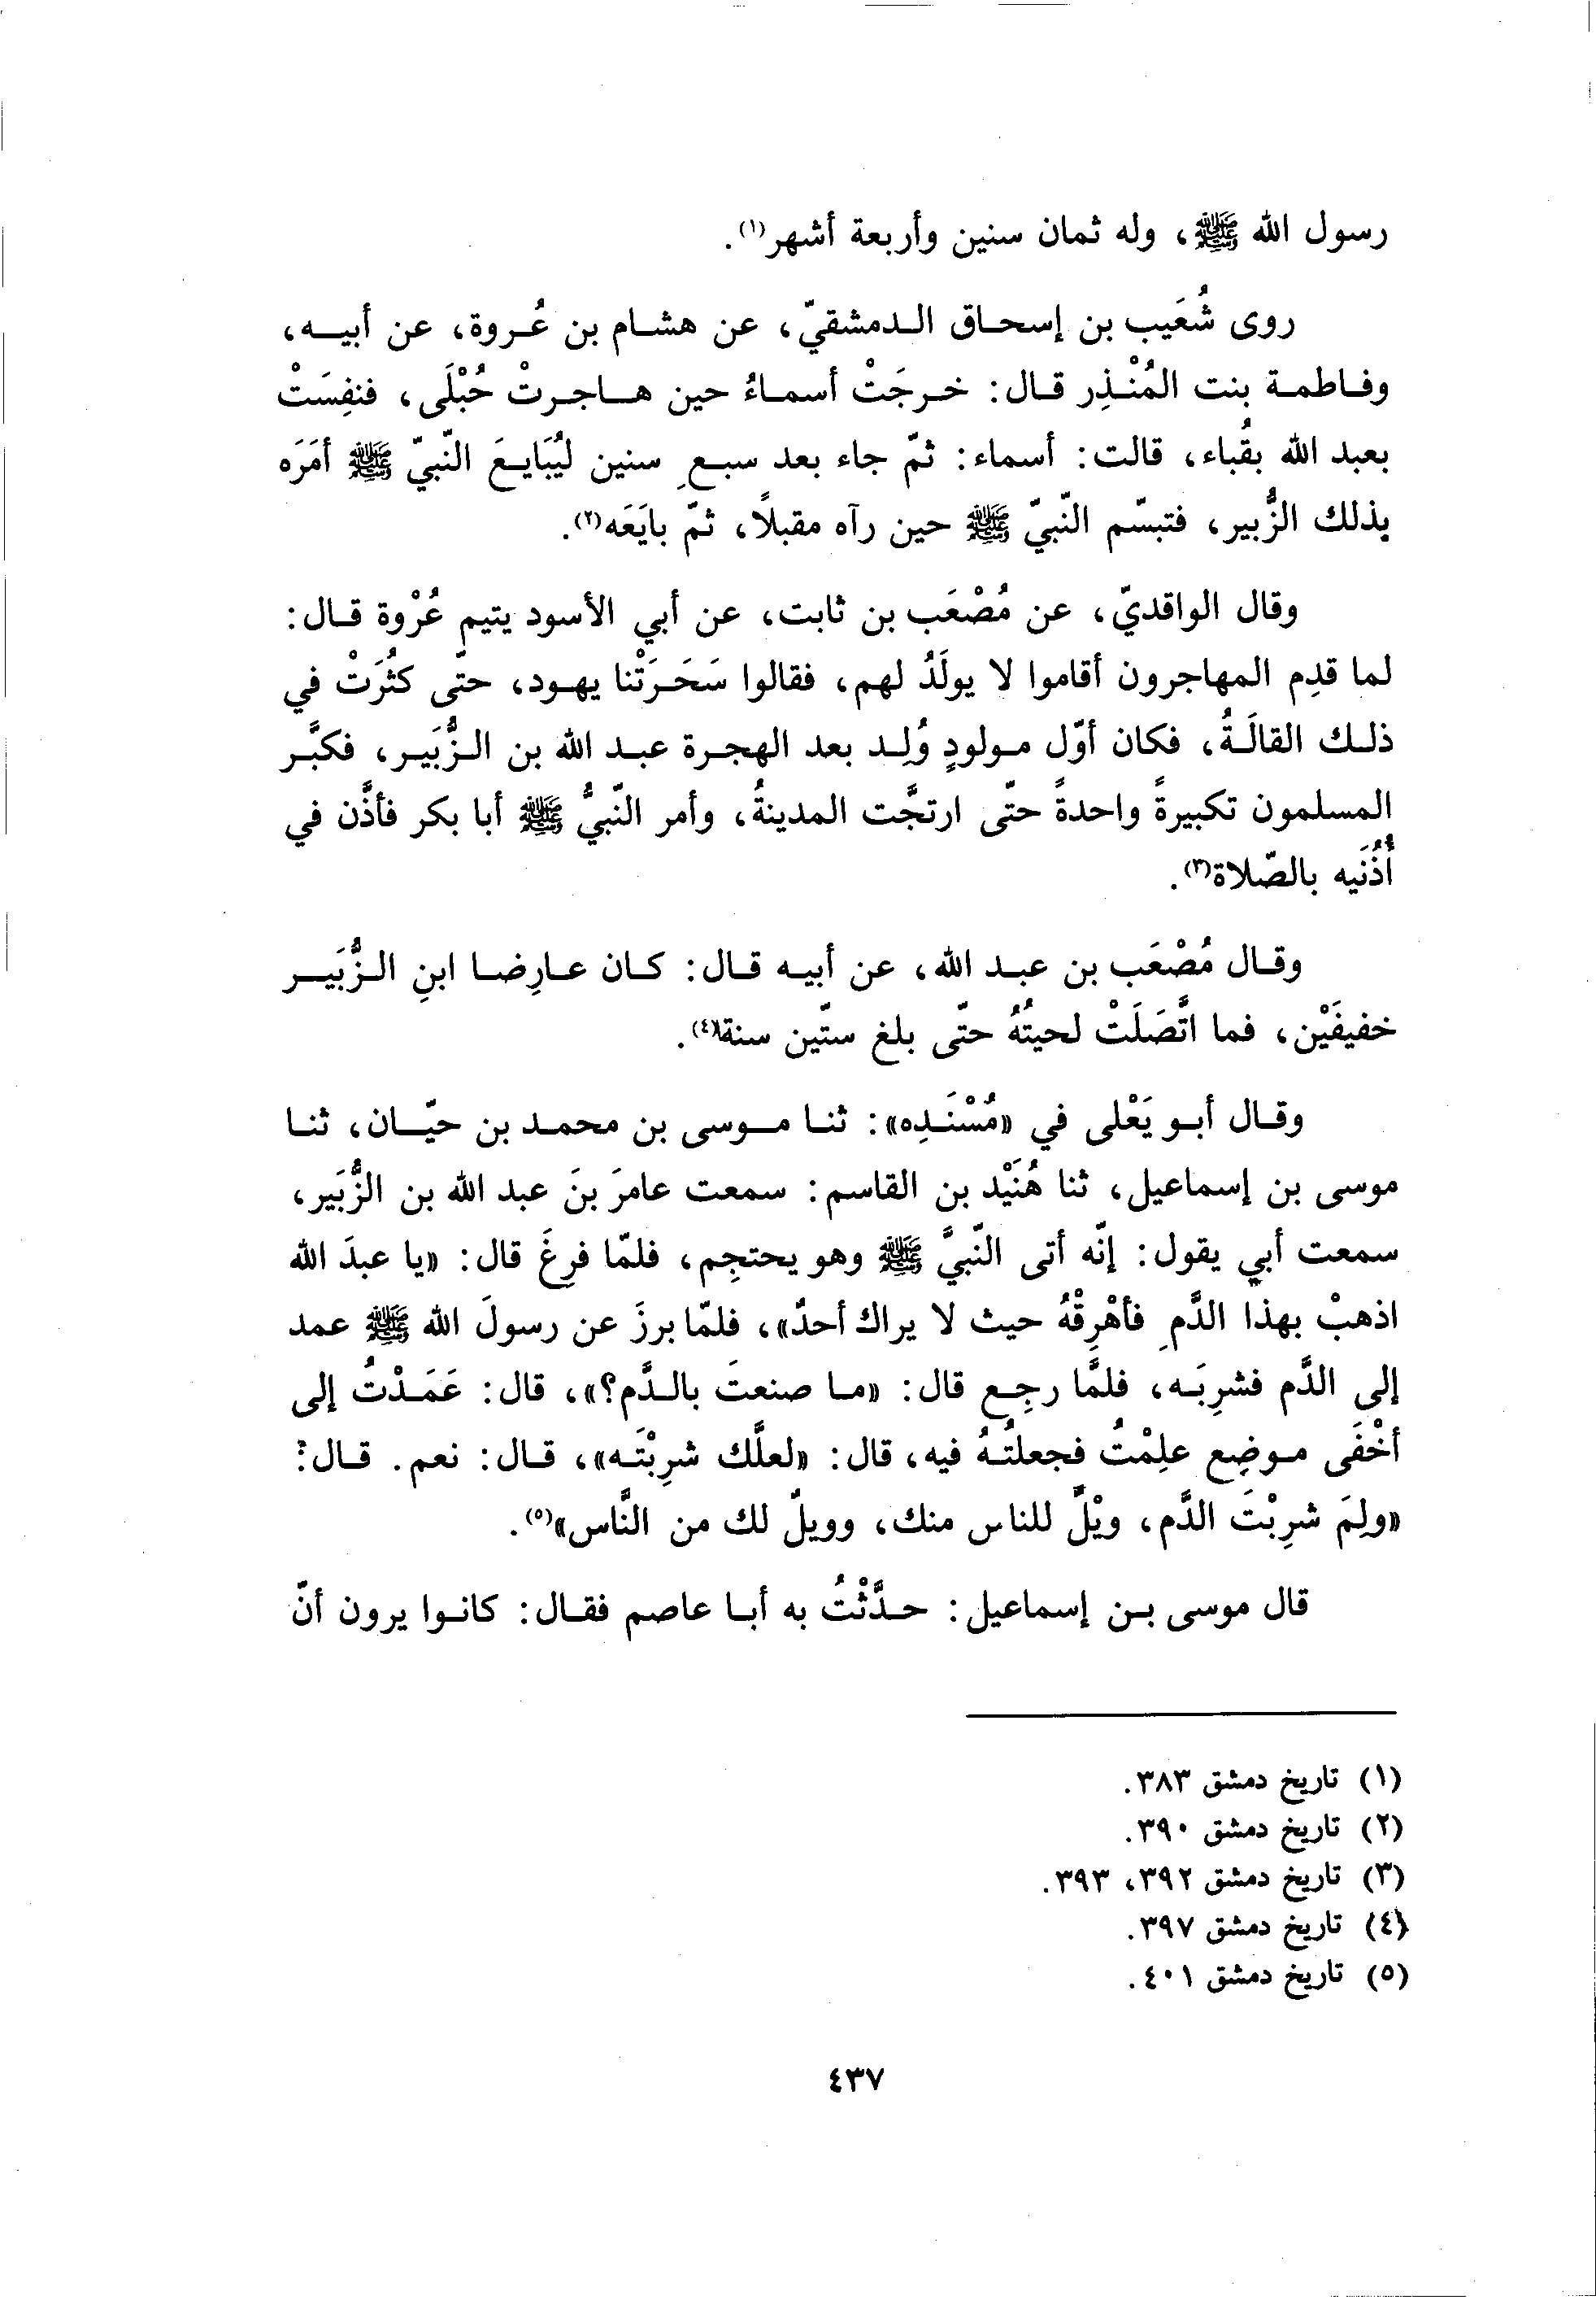 رسول الله ﷺ، وله ثمان سنين وأربعة أشهر(١).
روى شُعَيب بن إسحاق الدمشقيّ، عن هشام بن عُروة، عن أبيه،
وفاطمة بنت المُنْذِر قال: خرجَتْ أسماءُ حين هاجرتْ حُبْلَى، فنفِسَتْ
بعبد الله بقُباء، قالت: أسماء: ثمّ جاء بعد سبعِ سنين ليُبَايعَ النّبيّ ﷺ أمَرَه
بذلك الزُّبير، فتبسّم النّبيّ ﷺ حين رآه مقبلاً، ثمّ بايَعَه(٢).
وقال الواقديّ، عن مُصْعَب بن ثابت، عن أبي الأسود يتيم عُرْوة قال:
لما قدِم المهاجرون أقاموا لا يولَدُ لهم، فقالوا سَحَرَتْنا يهود، حتّى كثُرَتْ في
ذلك القالَةُ، فكان أوّل مولودٍ وُلِد بعد الهجرة عبد الله بن الزُّبَير، فكبَّر
المسلمون تكبيرةً واحدةً حتّى ارتجَّت المدينةُ، وأمر النّبيُّ ﷺ أبا بكر فأذَّن في
أُذُنَيه بالصّلاة(٣).
وقال مُصْعَب بن عبد الله، عن أبيه قال: كان عارِضا ابنِ الزُّبَير
خفيفَيْن، فما اتَّصَلَتْ لحيتُهُ حتّى بلغ ستّين سنة(٤).
وقال أبو يَعْلى في «مُسْنَدِه»: ثنا موسى بن محمد بن حيّان، ثنا
موسى بن إسماعيل، ثنا هُنَيْد بن القاسم: سمعت عامرَ بنَ عبد الله بن الزُّبَير،
سمعت أبي يقول: إنّه أتى النّبيَّ ﷺ وهو يحتجِم، فلمّا فرِغَ قال: «يا عبدَ الله
اذهبْ بهذا الدَّمِ فأهْرِقْهُ حيث لا يراك أحدٌ»، فلمّا برزَ عن رسولَ الله ﷺ عمد
إلى الدَّم فشرِبَه، فلمَّا رجِع قال: «ما صنعتَ بالدَّم؟»، قال: عَمَدْتُ إلى
أخْفَى موضِع علِمْتُ فجعلتُهُ فيه، قال: «لعلَّك شرِبْتَه»، قال: نعم. قال:
«ولِمَ شرِبْتَ الدَّم، ويْلٌ للناس منك، وويلٌ لك من النَّاس»(٥).
قال موسى بن إسماعيل: حدَّثْتُ به أبا عاصم فقال: كانوا يرون أنّ
(١) تاريخ دمشق ٣٨٣.
(٢) تاريخ دمشق ٣٩٠.
(٣) تاريخ دمشق ٣٩٢، ٣٩٣.
(٤) تاريخ دمشق ٣٩٧.
(٥) تاريخ دمشق ٤٠١.
٤٣٧